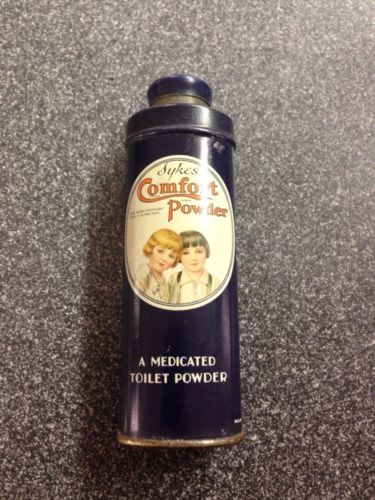 Sykes
Comfort
Powder
A MEDICATED
TOILET POWDER